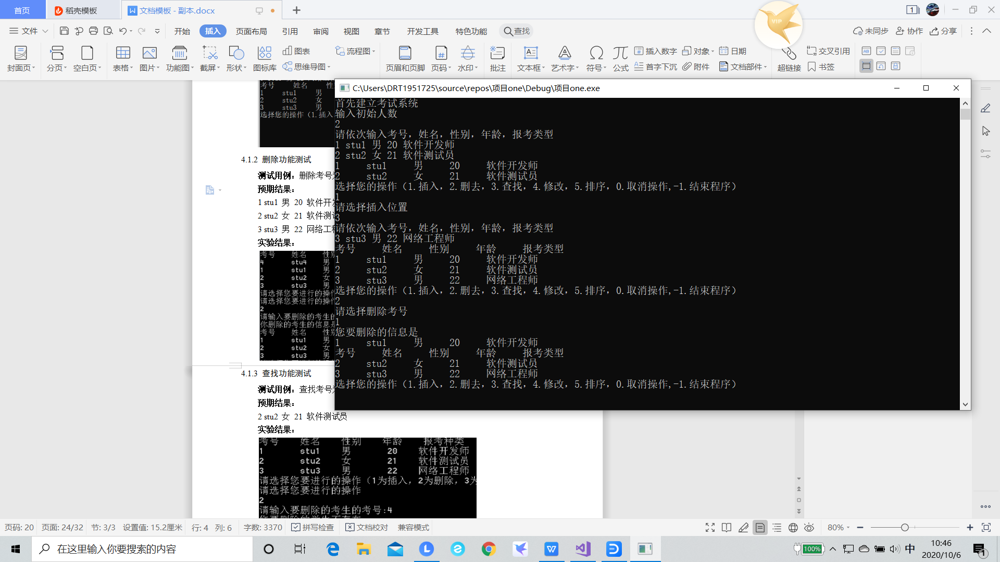 首页
稻壳模板
文档模板 - 副本.docx
1
VIP
文件
开始
插入
页面布局
引用
审阅
视图
章节
开发工具
特色功能
查找
未同步
协作
分享
封面页
分页
空白页
表格
图片
功能图
截屏
形状
图标库
图表
思维导图
流程图
页眉和页脚
页码
水印
批注
文本框
艺术字
符号
公式
插入数字
首字下沉
对象
附件
日期
文档部件
超链接
交叉引用
书签
考号 姓名
1 stu1 男
2 stu2 女
3 stu3 男
选择您的操作（1.插入
4.1.2 删除功能测试
测试用例：删除考号
预期结果：
1 stu1 男 20 软件开
2 stu2 女 21 软件测
3 stu3 男 22 网络工
实验结果：
考号 姓名
4 stu4 男
1 stu1 男
2 stu2 女
3 stu3 男
请选择您要进行的操作
请选择您要进行的操作
2
请输入要删除的考生的
你删除的考生的信息是
考号 姓名
1 stu1 男
2 stu2 女
3 stu3 男
4.1.3 查找功能测试
测试用例：查找考号
预期结果：
2 stu2 女 21 软件测试员
实验结果：
考号 姓名 性别 年龄 报考种类
1 stu1 男 20 软件开发师
2 stu2 女 21 软件测试员
3 stu3 男 22 网络工程师
请选择您要进行的操作（1为插入，2为删除，3为
请选择您要进行的操作
2
请输入要删除的考生的考号:4
C:\Users\DRT1951725\source\repos\项目one\Debug\项目one.exe
首先建立考试系统
输入初始人数
2
请依次输入考号，姓名，性别，年龄，报考类型
1 stu1 男 20 软件开发师
2 stu2 女 21 软件测试员
1 stu1 男 20 软件开发师
2 stu2 女 21 软件测试员
选择您的操作（1.插入，2.删去，3.查找，4.修改，5.排序，0.取消操作,-1.结束程序）
1
请选择插入位置
3
请依次输入考号，姓名，性别，年龄，报考类型
3 stu3 男 22 网络工程师
考号 姓名 性别 年龄 报考类型
1 stu1 男 20 软件开发师
2 stu2 女 21 软件测试员
3 stu3 男 22 网络工程师
选择您的操作（1.插入，2.删去，3.查找，4.修改，5.排序，0.取消操作,-1.结束程序）
2
请选择删除考号
1
您要删除的信息是
1 stu1 男 20 软件开发师
考号 姓名 性别 年龄 报考类型
2 stu2 女 21 软件测试员
3 stu3 男 22 网络工程师
选择您的操作（1.插入，2.删去，3.查找，4.修改，5.排序，0.取消操作,-1.结束程序）
页码: 20 页面: 24/32 节: 3/3 设置值: 15.2厘米 行: 4 列: 6 字数: 3370 拼写检查 文档校对 兼容模式
80%
在这里输入你要搜索的内容
100%
中
10:46
2020/10/6
1